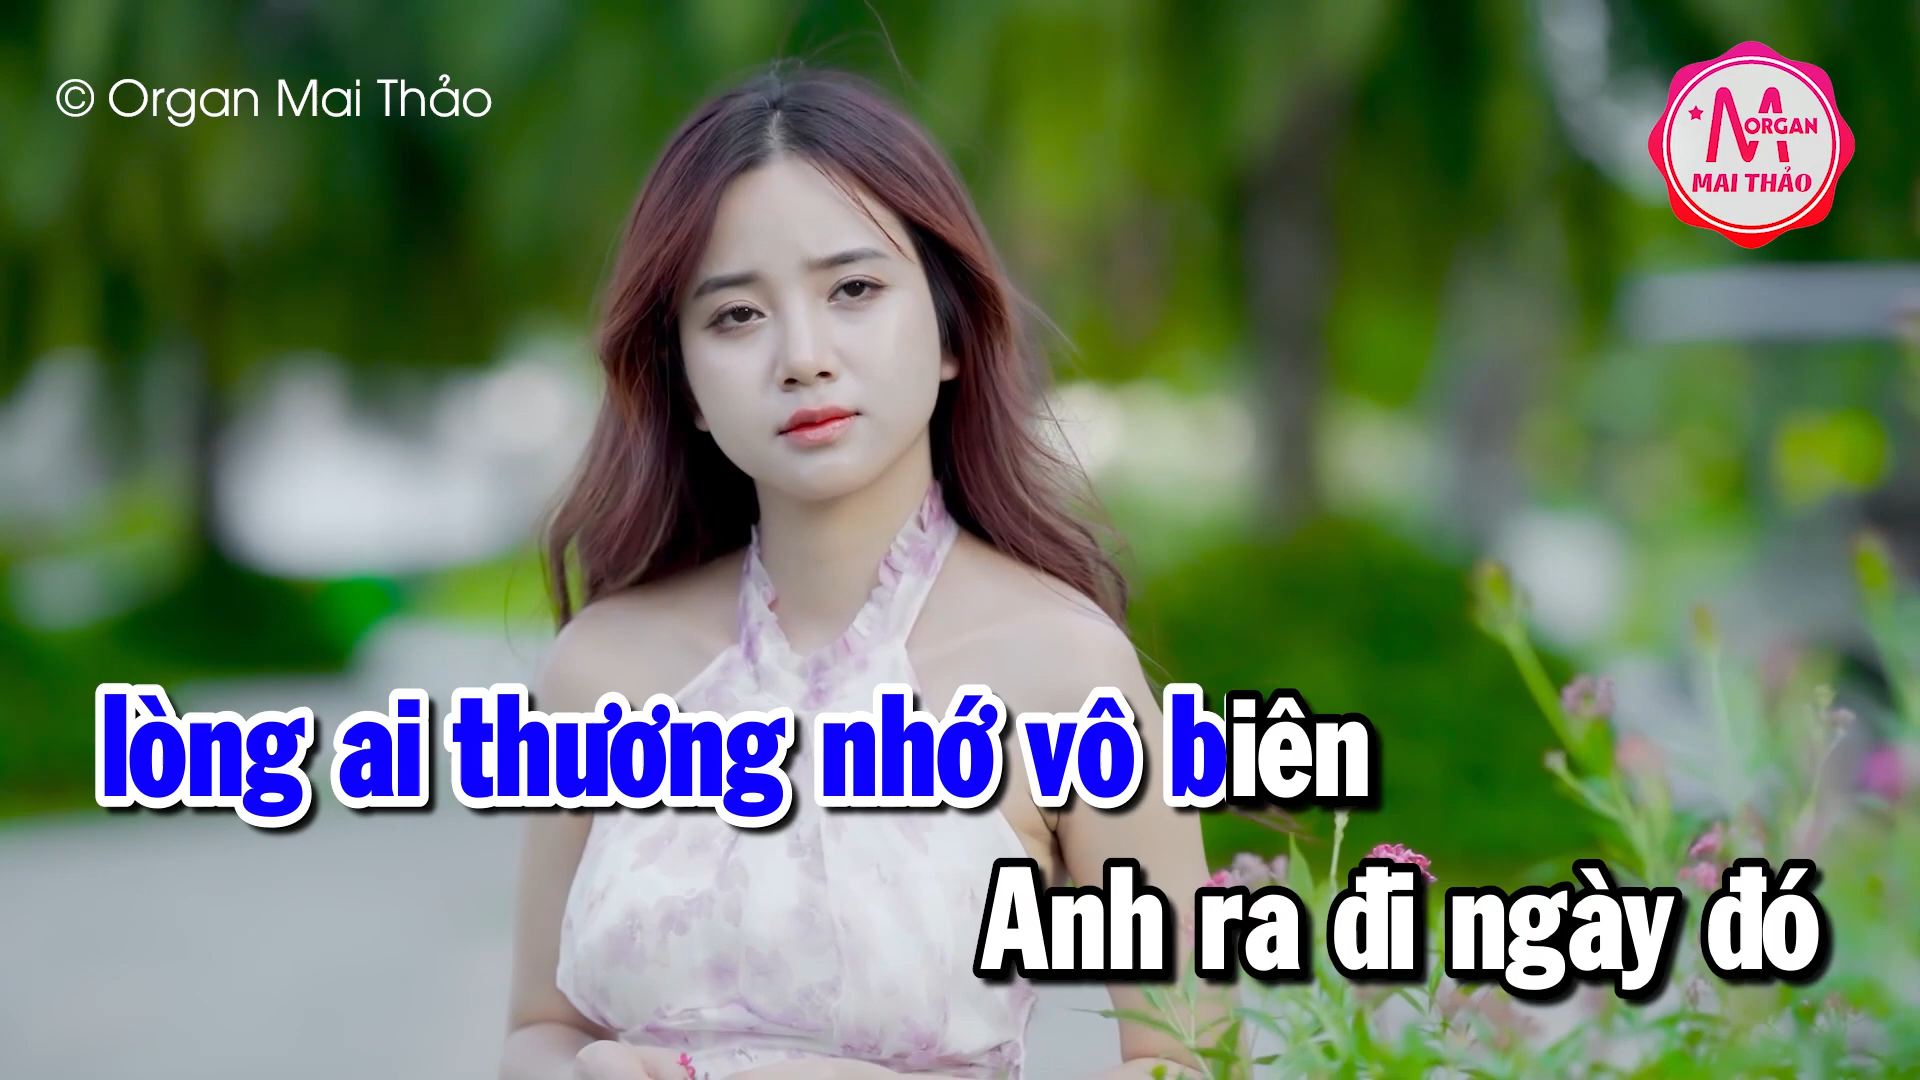 © Organ Mai Thảo
M ORGAN
MAI THẢO
lòng ai thương nhớ vô biên
Anh ra đi ngày đó